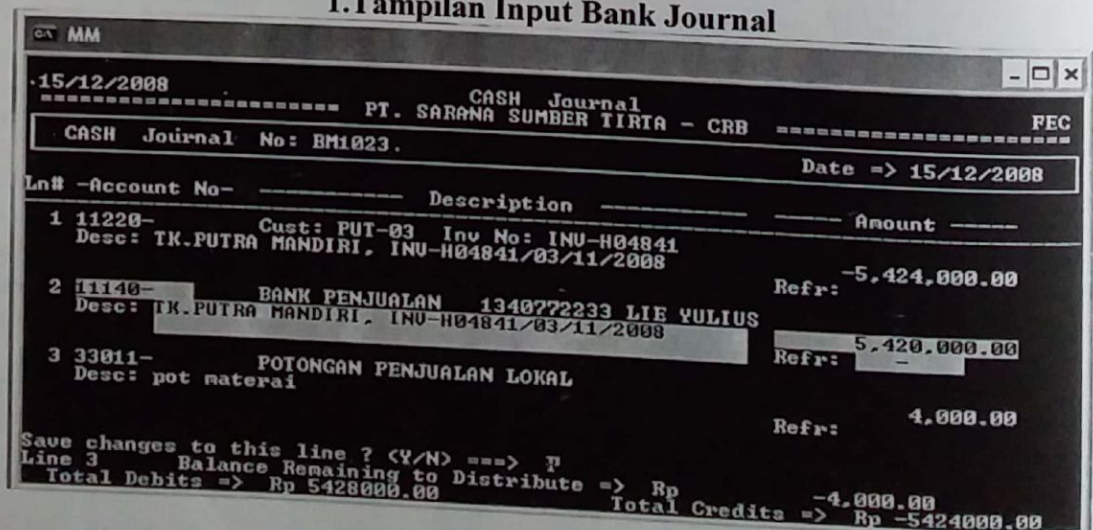 1.Tampilan Input Bank Journal
MM
15/12/2008
CASH Journal
PT. SARANA SUMBER TIRTA - CRB
FEC
CASH Journal No: BM1023.
Date => 15/12/2008
Ln# -Account No- Description Amount
1 11220- Cust: PUT-03 Inv No: INV-H04841 -5,424,000.00
Desc: TK.PUTRA MANDIRI, INV-H04841/03/11/2008 Refr:
2 11140- BANK PENJUALAN 1340772233 LIE YULIUS 5,420,000.00
Desc: TK.PUTRA MANDIRI, INV-H04841/03/11/2008 Refr: -
3 33011- POTONGAN PENJUALAN LOKAL 4,000.00
Desc: pot materai Refr:
Save changes to this line ? <Y/N> ===>
Line 3 Balance Remaining to Distribute => Rp -4,000.00
Total Debits => Rp 5428000.00 Total Credits => Rp -5424000.00